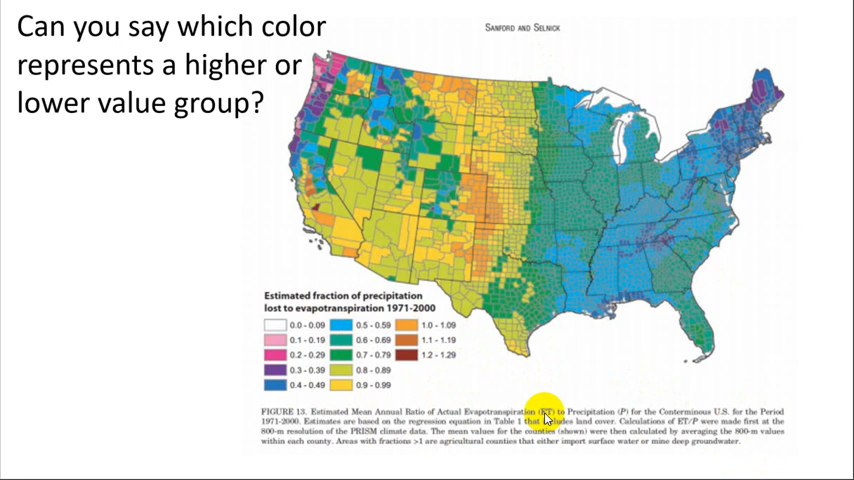 Can you say which color
represents a higher or
lower value group?
SANFORD AND SELNICK
Estimated fraction of precipitation
lost to evapotranspiration 1971-2000
0.0 - 0.09 0.5 - 0.59 1.0 - 1.09
0.1 - 0.19 0.6 - 0.69 1.1 - 1.19
0.2 - 0.29 0.7 - 0.79 1.2 - 1.29
0.3 - 0.39 0.8 - 0.89
0.4 - 0.49 0.9 - 0.99
FIGURE 13. Estimated Mean Annual Ratio of Actual Evapotranspiration (ET) to Precipitation (P) for the Conterminous U.S. for the Period
1971-2000. Estimates are based on the regression equation in Table 1 that includes land cover. Calculations of ET/P were made first at the
800-m resolution of the PRISM climate data. The mean values for the counties (shown) were then calculated by averaging the 800-m values
within each county. Areas with fractions >1 are agricultural counties that either import surface water or mine deep groundwater.